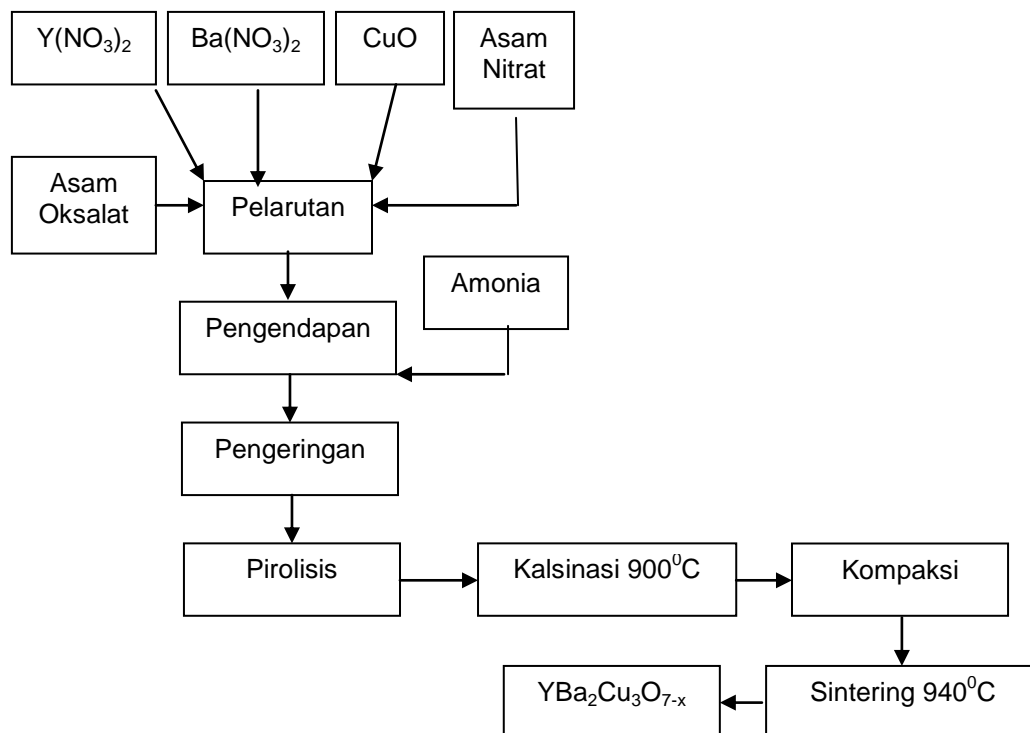 Y(NO₃)₂
Ba(NO₃)₂
CuO
Asam
Nitrat
Asam
Oksalat
Pelarutan
Amonia
Pengendapan
Pengeringan
Pirolisis
Kalsinasi 900⁰C
Kompaksi
YBa₂Cu₃O₇₋ₓ
Sintering 940⁰C